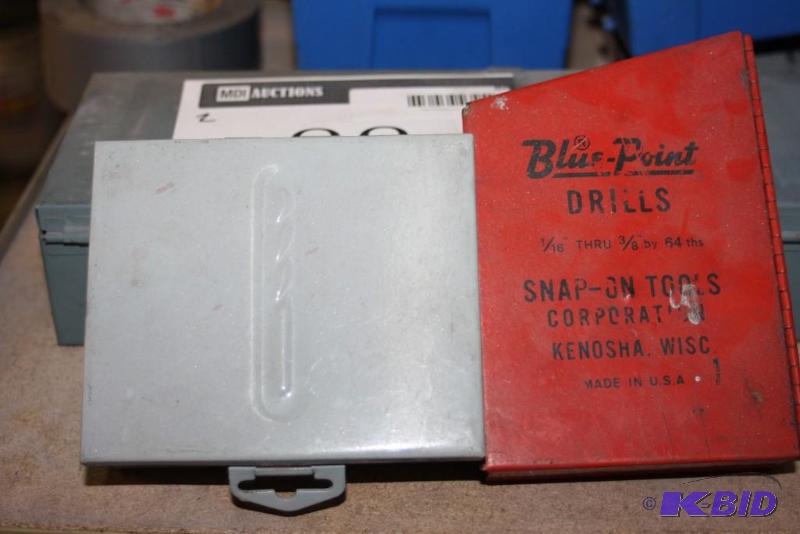 MDI AUCTIONS
Blue-Point
DRILLS
1/16" THRU 3/8" by 64 ths
SNAP-ON TOOLS
CORPORATION
KENOSHA, WISC.
MADE IN U.S.A
© K-BID